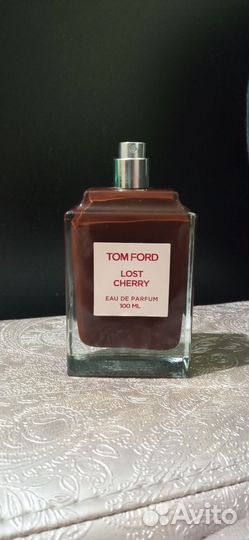 TOM FORD
LOST
CHERRY
EAU DE PARFUM
100 ML
Avito